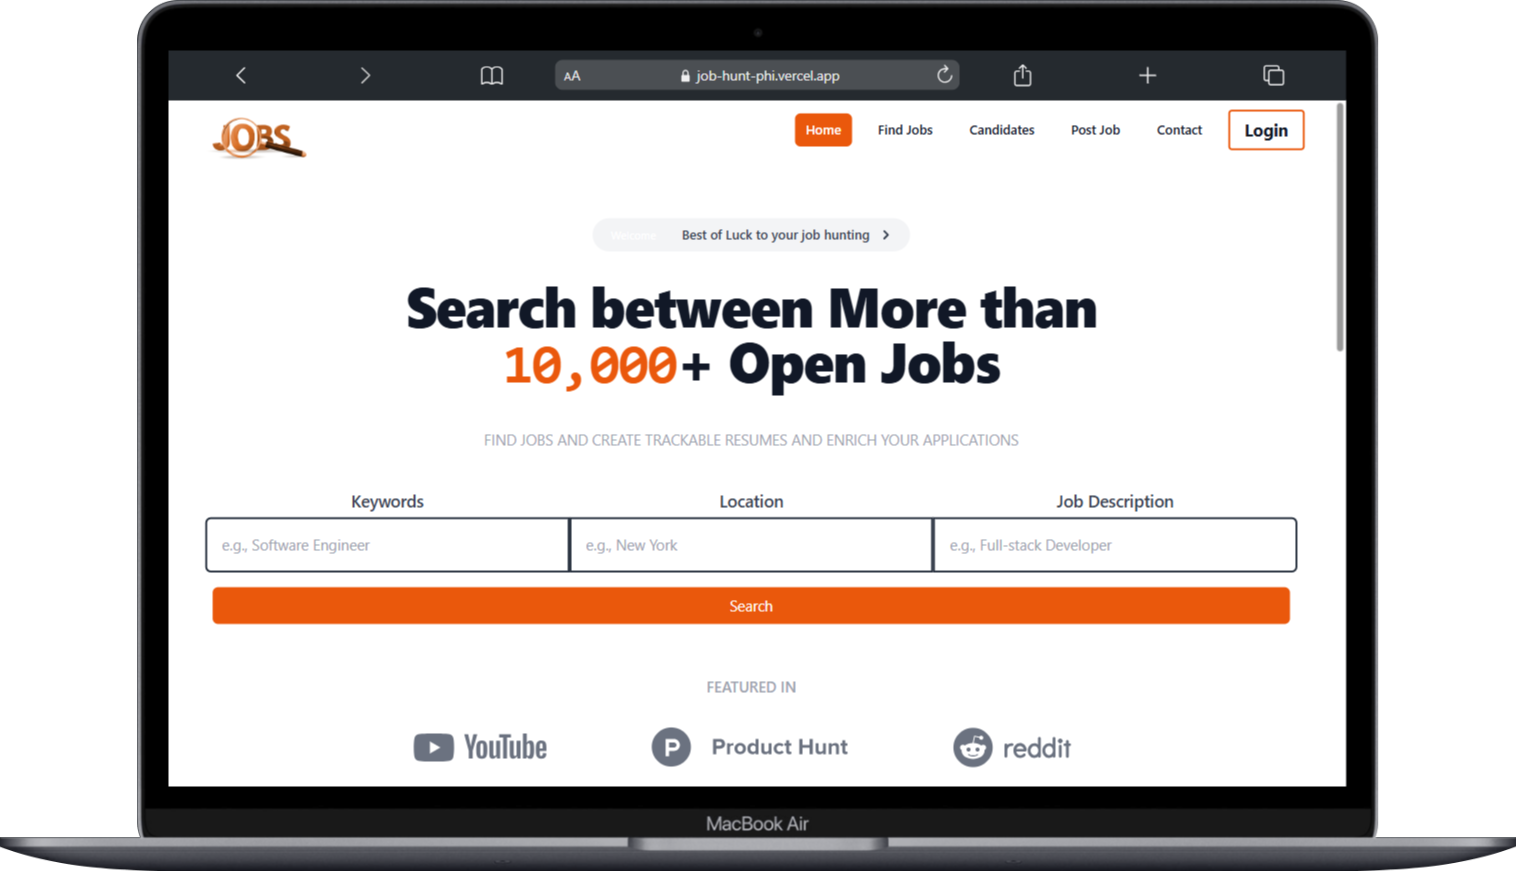 AA job-hunt-phi.vercel.app
JOBS Home Find Jobs Candidates Post Job Contact Login
Welcome Best of Luck to your job hunting
Search between More than
10,000+ Open Jobs
FIND JOBS AND CREATE TRACKABLE RESUMES AND ENRICH YOUR APPLICATIONS
Keywords Location Job Description
e.g., Software Engineer e.g., New York e.g., Full-stack Developer
Search
FEATURED IN
YouTube P Product Hunt reddit
MacBook Air